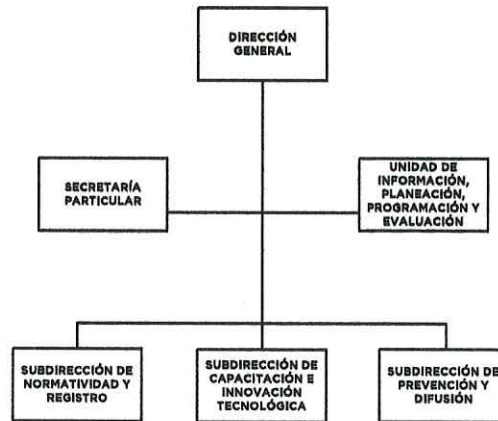 DIRECCIÓN
GENERAL
SECRETARÍA
PARTICULAR
UNIDAD DE
INFORMACIÓN,
PLANEACIÓN,
PROGRAMACIÓN Y
EVALUACIÓN
SUBDIRECCIÓN DE
NORMATIVIDAD Y
REGISTRO
SUBDIRECCIÓN DE
CAPACITACIÓN E
INNOVACIÓN
TECNOLÓGICA
SUBDIRECCIÓN DE
PREVENCIÓN Y
DIFUSIÓN